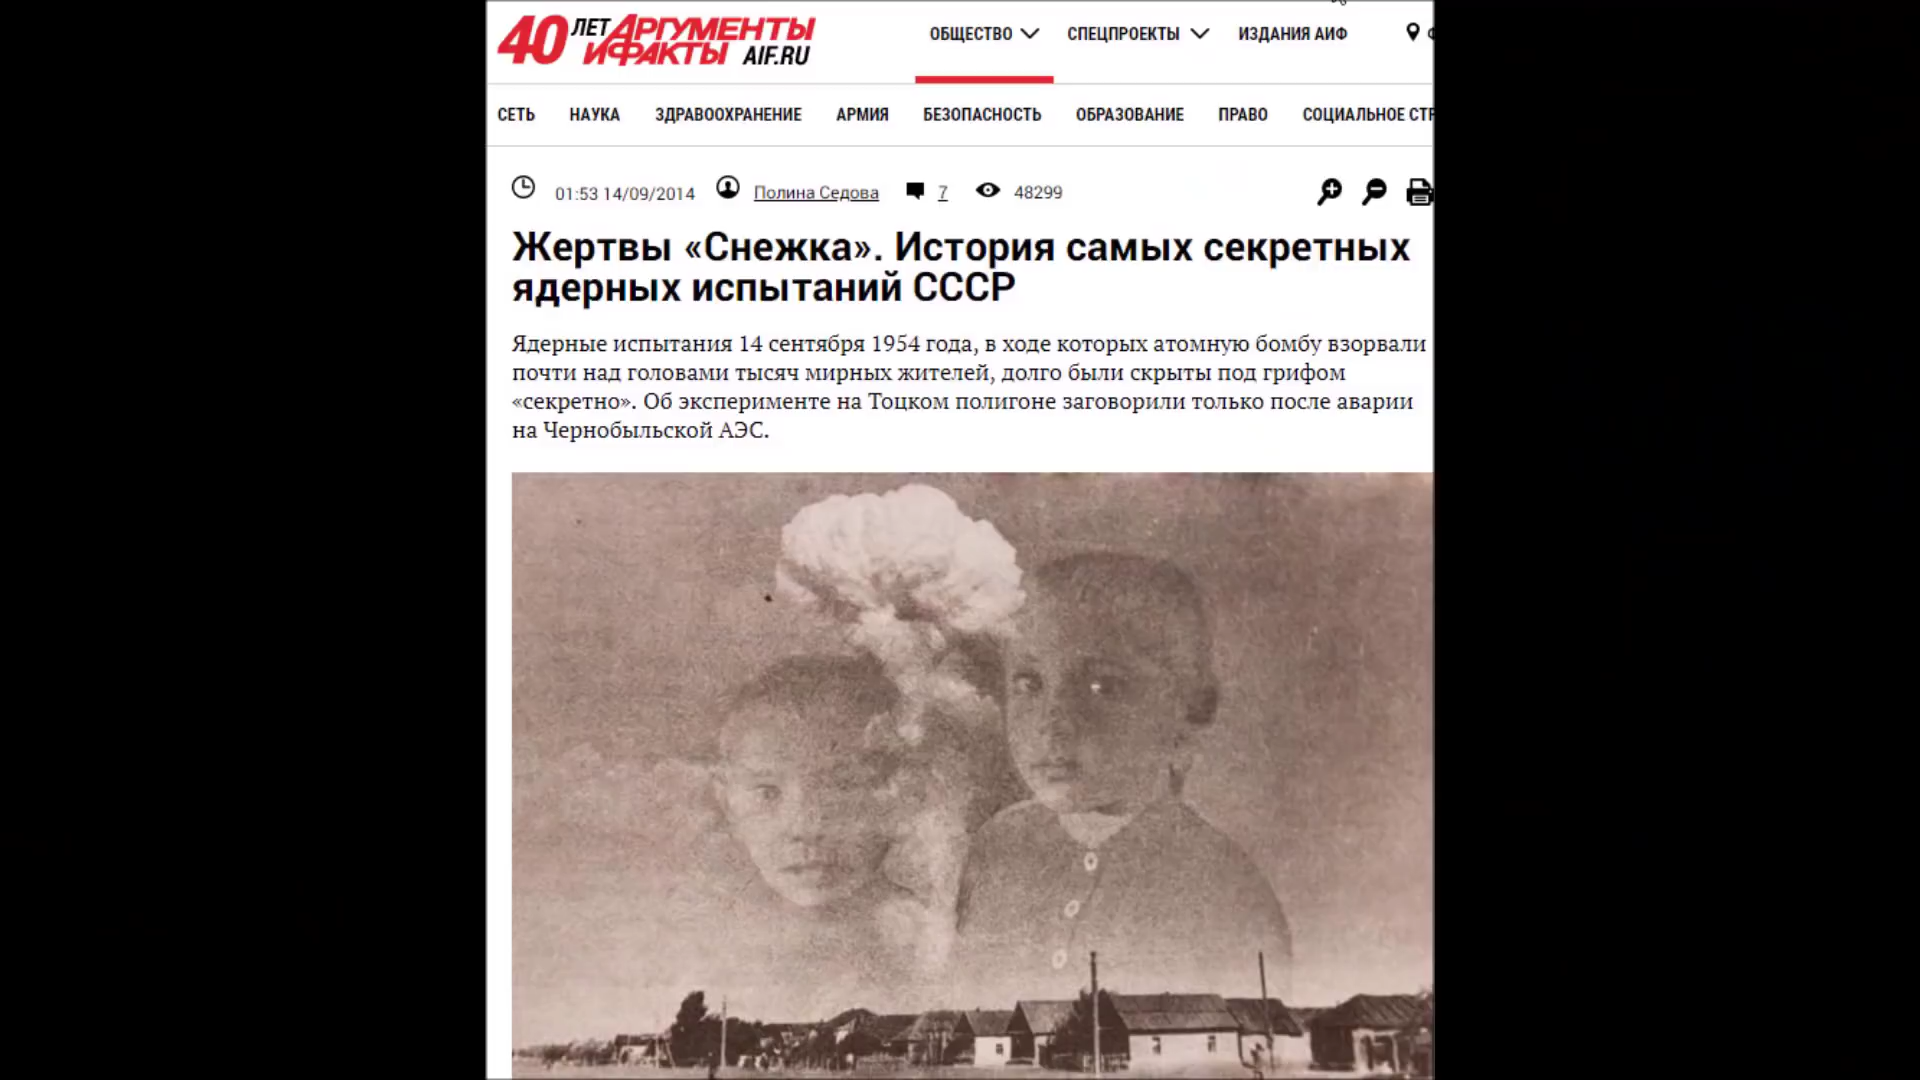 40 ЛЕТ АРГУМЕНТЫ
И ФАКТЫ AIF.RU
ОБЩЕСТВО СПЕЦПРОЕКТЫ ИЗДАНИЯ АИФ
СЕТЬ НАУКА ЗДРАВООХРАНЕНИЕ АРМИЯ БЕЗОПАСНОСТЬ ОБРАЗОВАНИЕ ПРАВО СОЦИАЛЬНОЕ СТР
01:53 14/09/2014 Полина Седова 7 48299
Жертвы «Снежка». История самых секретных
ядерных испытаний СССР
Ядерные испытания 14 сентября 1954 года, в ходе которых атомную бомбу взорвали
почти над головами тысяч мирных жителей, долго были скрыты под грифом
«секретно». Об эксперименте на Тоцком полигоне заговорили только после аварии
на Чернобыльской АЭС.